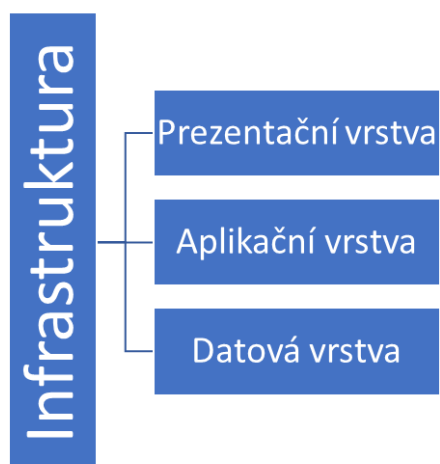 Infrastruktura
Prezentační vrstva
Aplikační vrstva
Datová vrstva